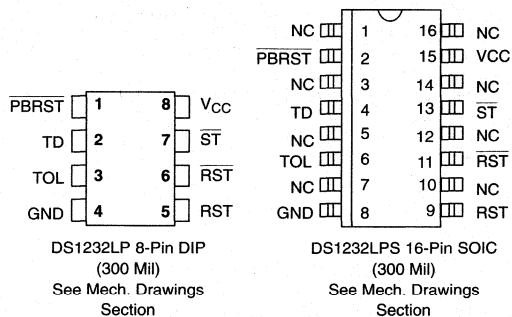 PBRST 1 8 VCC
TD 2 7 ST
TOL 3 6 RST
GND 4 5 RST
DS1232LP 8-Pin DIP
(300 Mil)
See Mech. Drawings
Section
NC 1 16 NC
PBRST 2 15 VCC
NC 3 14 NC
TD 4 13 ST
NC 5 12 NC
TOL 6 11 RST
NC 7 10 NC
GND 8 9 RST
DS1232LPS 16-Pin SOIC
(300 Mil)
See Mech. Drawings
Section